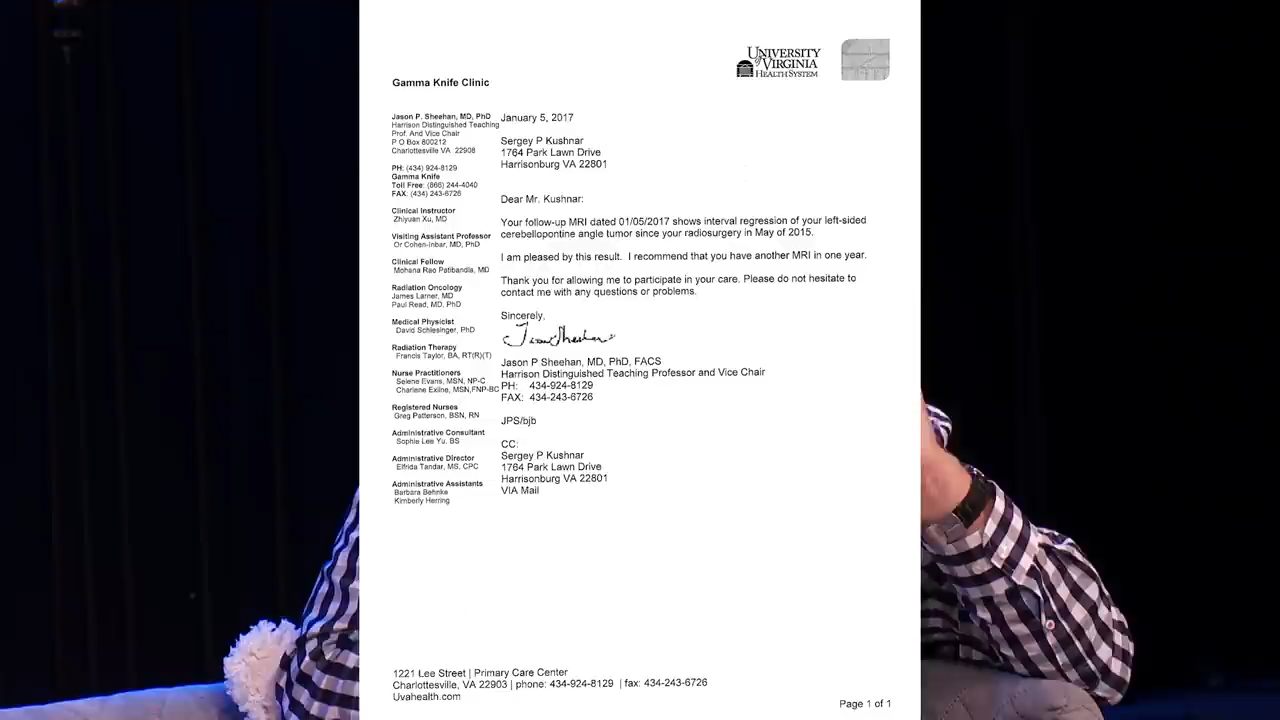 UNIVERSITY
of VIRGINIA
HEALTH SYSTEM
Gamma Knife Clinic
Jason P. Sheehan, MD, PhD
Harrison Distinguished Teaching
Prof. And Vice Chair
P O Box 800212
Charlottesville VA 22908
PH: (434) 924-8129
Gamma Knife
Toll Free: (866) 244-4040
FAX: (434) 243-6726
Clinical Instructor
Zhiyuan Xu, MD
Visiting Assistant Professor
Or Cohen-Inbar, MD, PhD
Clinical Fellow
Mohana Rao Patibandla, MD
Radiation Oncology
James Larner, MD
Paul Read, MD, PhD
Medical Physicist
David Schlesinger, PhD
Radiation Therapy
Francis Taylor, BA, RT(R)(T)
Nurse Practitioners
Selene Evans, MSN, NP-C
Charlene Exline, MSN,FNP-BC
Registered Nurses
Greg Patterson, BSN, RN
Administrative Consultant
Sophie Lee Yu, BS
Administrative Director
Elfrida Tandar, MS, CPC
Administrative Assistants
Barbara Behnke
Kimberly Herring
January 5, 2017
Sergey P Kushnar
1764 Park Lawn Drive
Harrisonburg VA 22801
Dear Mr. Kushnar:
Your follow-up MRI dated 01/05/2017 shows interval regression of your left-sided
cerebellopontine angle tumor since your radiosurgery in May of 2015.
I am pleased by this result. I recommend that you have another MRI in one year.
Thank you for allowing me to participate in your care. Please do not hesitate to
contact me with any questions or problems.
Sincerely,
Jason P Sheehan, MD, PhD, FACS
Harrison Distinguished Teaching Professor and Vice Chair
PH: 434-924-8129
FAX: 434-243-6726
JPS/bjb
CC:
Sergey P Kushnar
1764 Park Lawn Drive
Harrisonburg VA 22801
VIA Mail
1221 Lee Street | Primary Care Center
Charlottesville, VA 22903 | phone: 434-924-8129 | fax: 434-243-6726
Uvahealth.com
Page 1 of 1